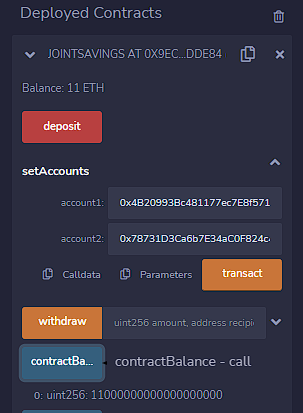 Deployed Contracts
JOINTSAVINGS AT 0X9EC...DDE84
Balance: 11 ETH
deposit
setAccounts
account1: 0x4B20993Bc481177ec7E8f571
account2: 0x78731D3Ca6b7E34aC0F824c
Calldata Parameters transact
withdraw uint256 amount, address recipi
contractBa... contractBalance - call
0: uint256: 11000000000000000000